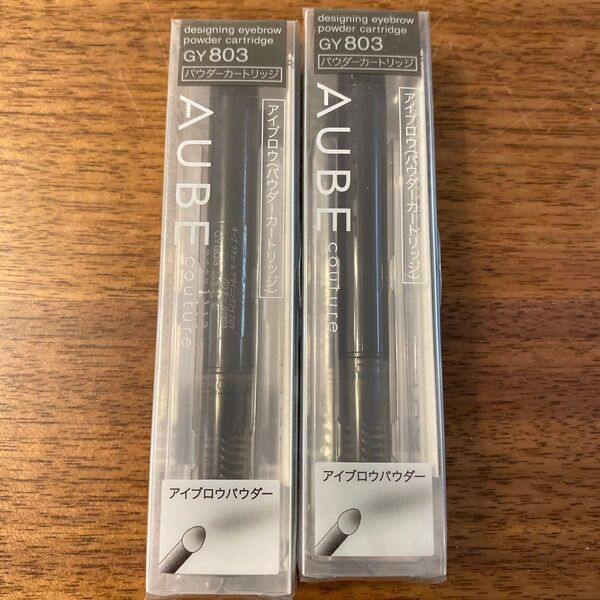 designing eyebrow
powder cartridge
GY 803
パウダーカートリッジ
アイブロウ(パウダーカートリッジ)
AUBE
couture
アイブロウパウダー
designing eyebrow
powder cartridge
GY 803
パウダーカートリッジ
アイブロウ(パウダーカートリッジ)
AUBE
couture
アイブロウパウダー